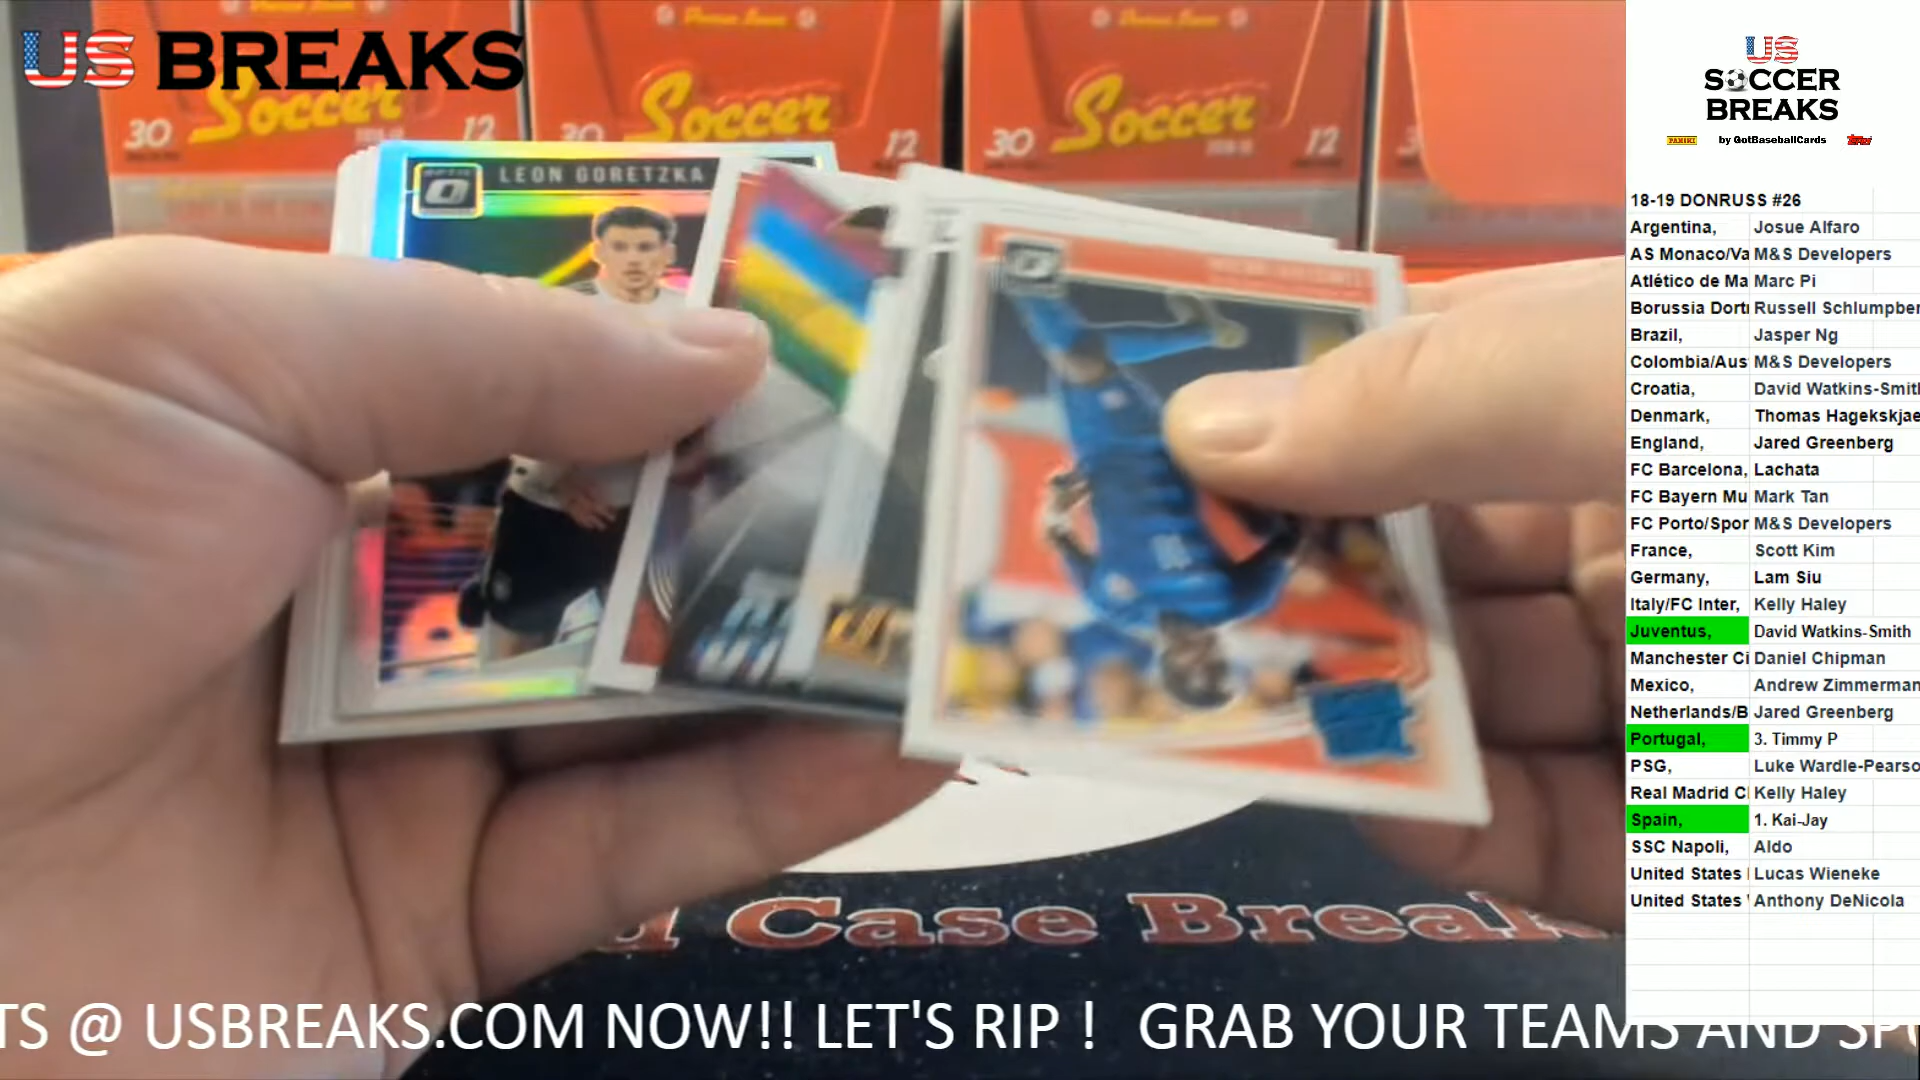 US BREAKS
30 Soccer 12
30 Soccer 12
30 Soccer 12
LEON GORETZKA
d Case Break
TS @ USBREAKS.COM NOW!! LET'S RIP ! GRAB YOUR TEAMS AND SP
US
SOCCER
BREAKS
PANINI by GotBaseballCards Topps
18-19 DONRUSS #26
Argentina, Josue Alfaro
AS Monaco/Va M&S Developers
Atlético de Ma Marc Pi
Borussia Dort Russell Schlumpber
Brazil, Jasper Ng
Colombia/Aus M&S Developers
Croatia, David Watkins-Smith
Denmark, Thomas Hagekskjae
England, Jared Greenberg
FC Barcelona, Lachata
FC Bayern Mu Mark Tan
FC Porto/Spor M&S Developers
France, Scott Kim
Germany, Lam Siu
Italy/FC Inter, Kelly Haley
Juventus, David Watkins-Smith
Manchester Ci Daniel Chipman
Mexico, Andrew Zimmerman
Netherlands/B Jared Greenberg
Portugal, 3. Timmy P
PSG, Luke Wardle-Pearso
Real Madrid C Kelly Haley
Spain, 1. Kai-Jay
SSC Napoli, Aldo
United States Lucas Wieneke
United States Anthony DeNicola